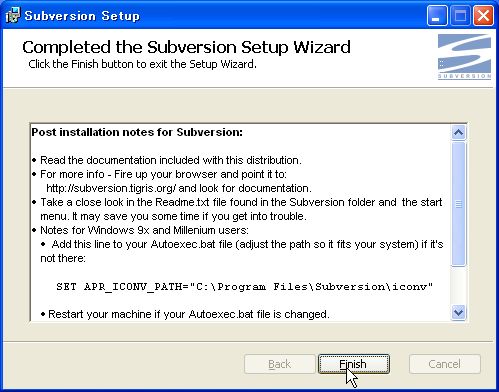 Subversion Setup
Completed the Subversion Setup Wizard
Click the Finish button to exit the Setup Wizard.
SUBVERSION
Post installation notes for Subversion:
• Read the documentation included with this distribution.
• For more info - Fire up your browser and point it to:
http://subversion.tigris.org/ and look for documentation.
• Take a close look in the Readme.txt file found in the Subversion folder and the start
menu. It may save you some time if you get into trouble.
• Notes for Windows 9x and Millenium users:
• Add this line to your Autoexec.bat file (adjust the path so it fits your system) if it's
not there:
SET APR_ICONV_PATH="C:\Program Files\Subversion\iconv"
• Restart your machine if your Autoexec.bat file is changed.
Back Finish Cancel